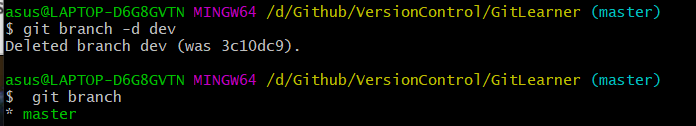 asus@LAPTOP-D6G8GVTN MINGW64 /d/Github/VersionControl/GitLearner (master)
$ git branch -d dev
Deleted branch dev (was 3c10dc9).
asus@LAPTOP-D6G8GVTN MINGW64 /d/Github/VersionControl/GitLearner (master)
$  git branch
* master